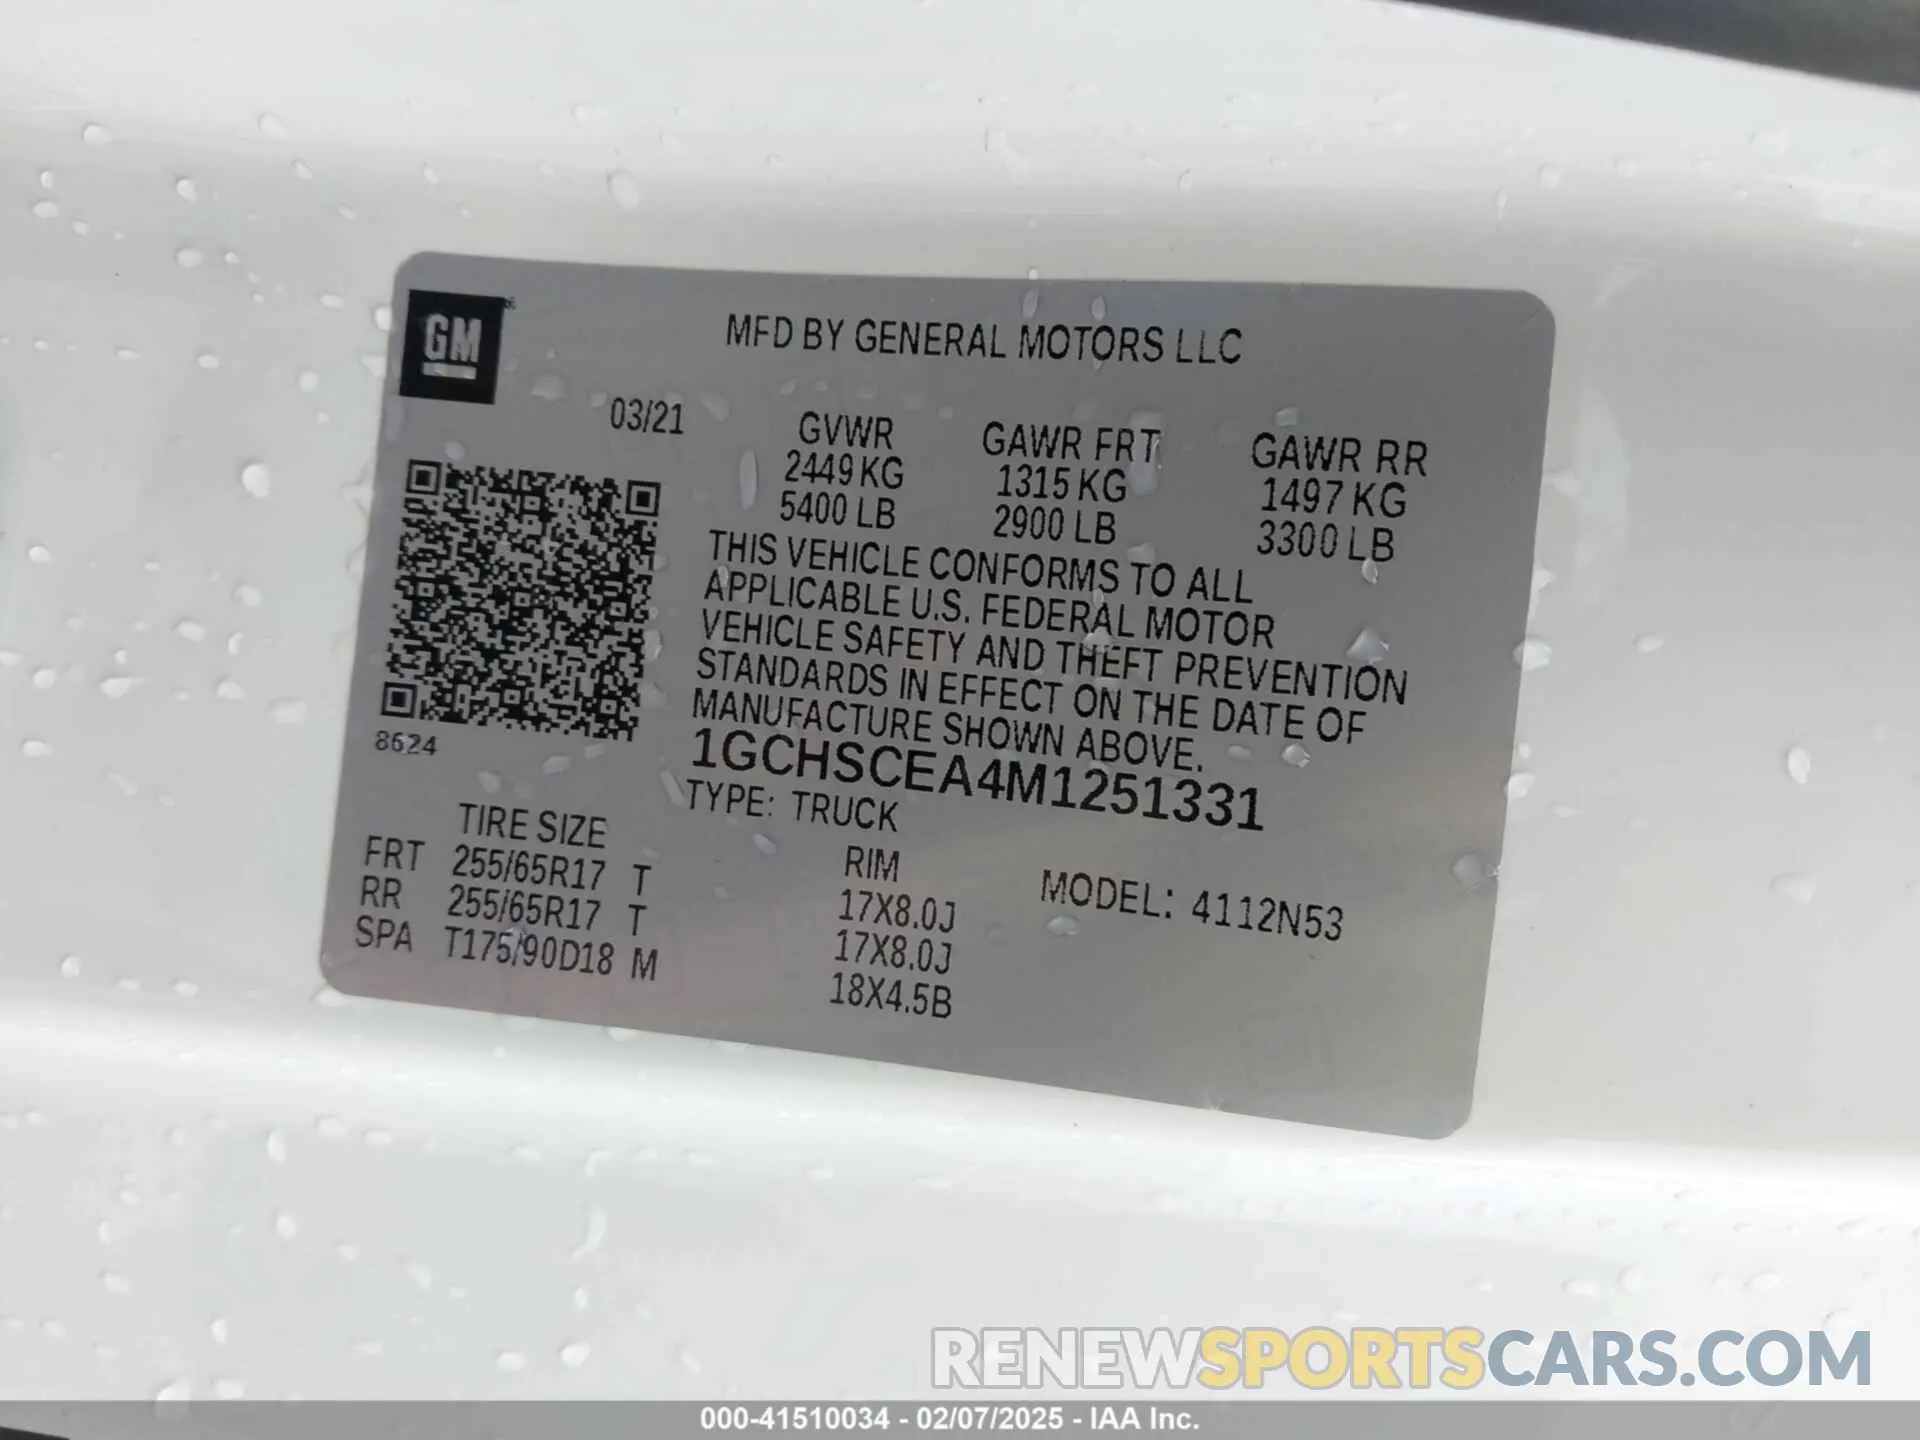 GM
MFD BY GENERAL MOTORS LLC
03/21
GVWR GAWR FRT GAWR RR
2449 KG 1315 KG 1497 KG
5400 LB 2900 LB 3300 LB
THIS VEHICLE CONFORMS TO ALL
APPLICABLE U.S. FEDERAL MOTOR
VEHICLE SAFETY AND THEFT PREVENTION
STANDARDS IN EFFECT ON THE DATE OF
MANUFACTURE SHOWN ABOVE.
8624
1GCHSCEA4M1251331
TYPE: TRUCK
TIRE SIZE RIM
FRT 255/65R17 T 17X8.0J
RR 255/65R17 T 17X8.0J
SPA T175/90D18 M 18X4.5B
MODEL: 4112N53
RENEWSPORTSCARS.COM
000-41510034 - 02/07/2025 - IAA Inc.